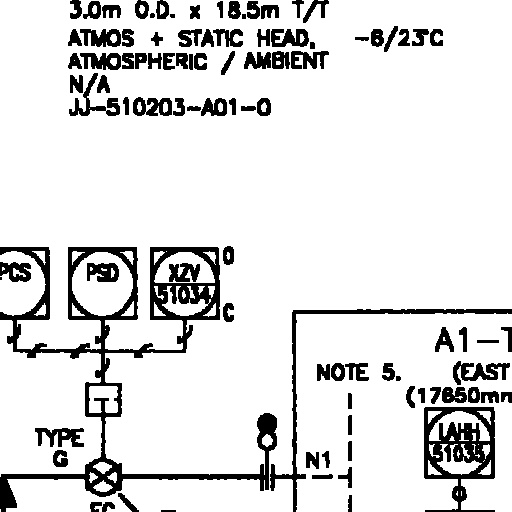 3.0m O.D. x 18.5m T/T
ATMOS + STATIC HEAD, -6/23°C
ATMOSPHERIC / AMBIENT
N/A
JJ-510203-A01-0
PCS
PSD
XZV
51034
O
C
A1-T
NOTE 5. (EAST
(17650mm
LAHH
51035
T
TYPE
G
N1
FC